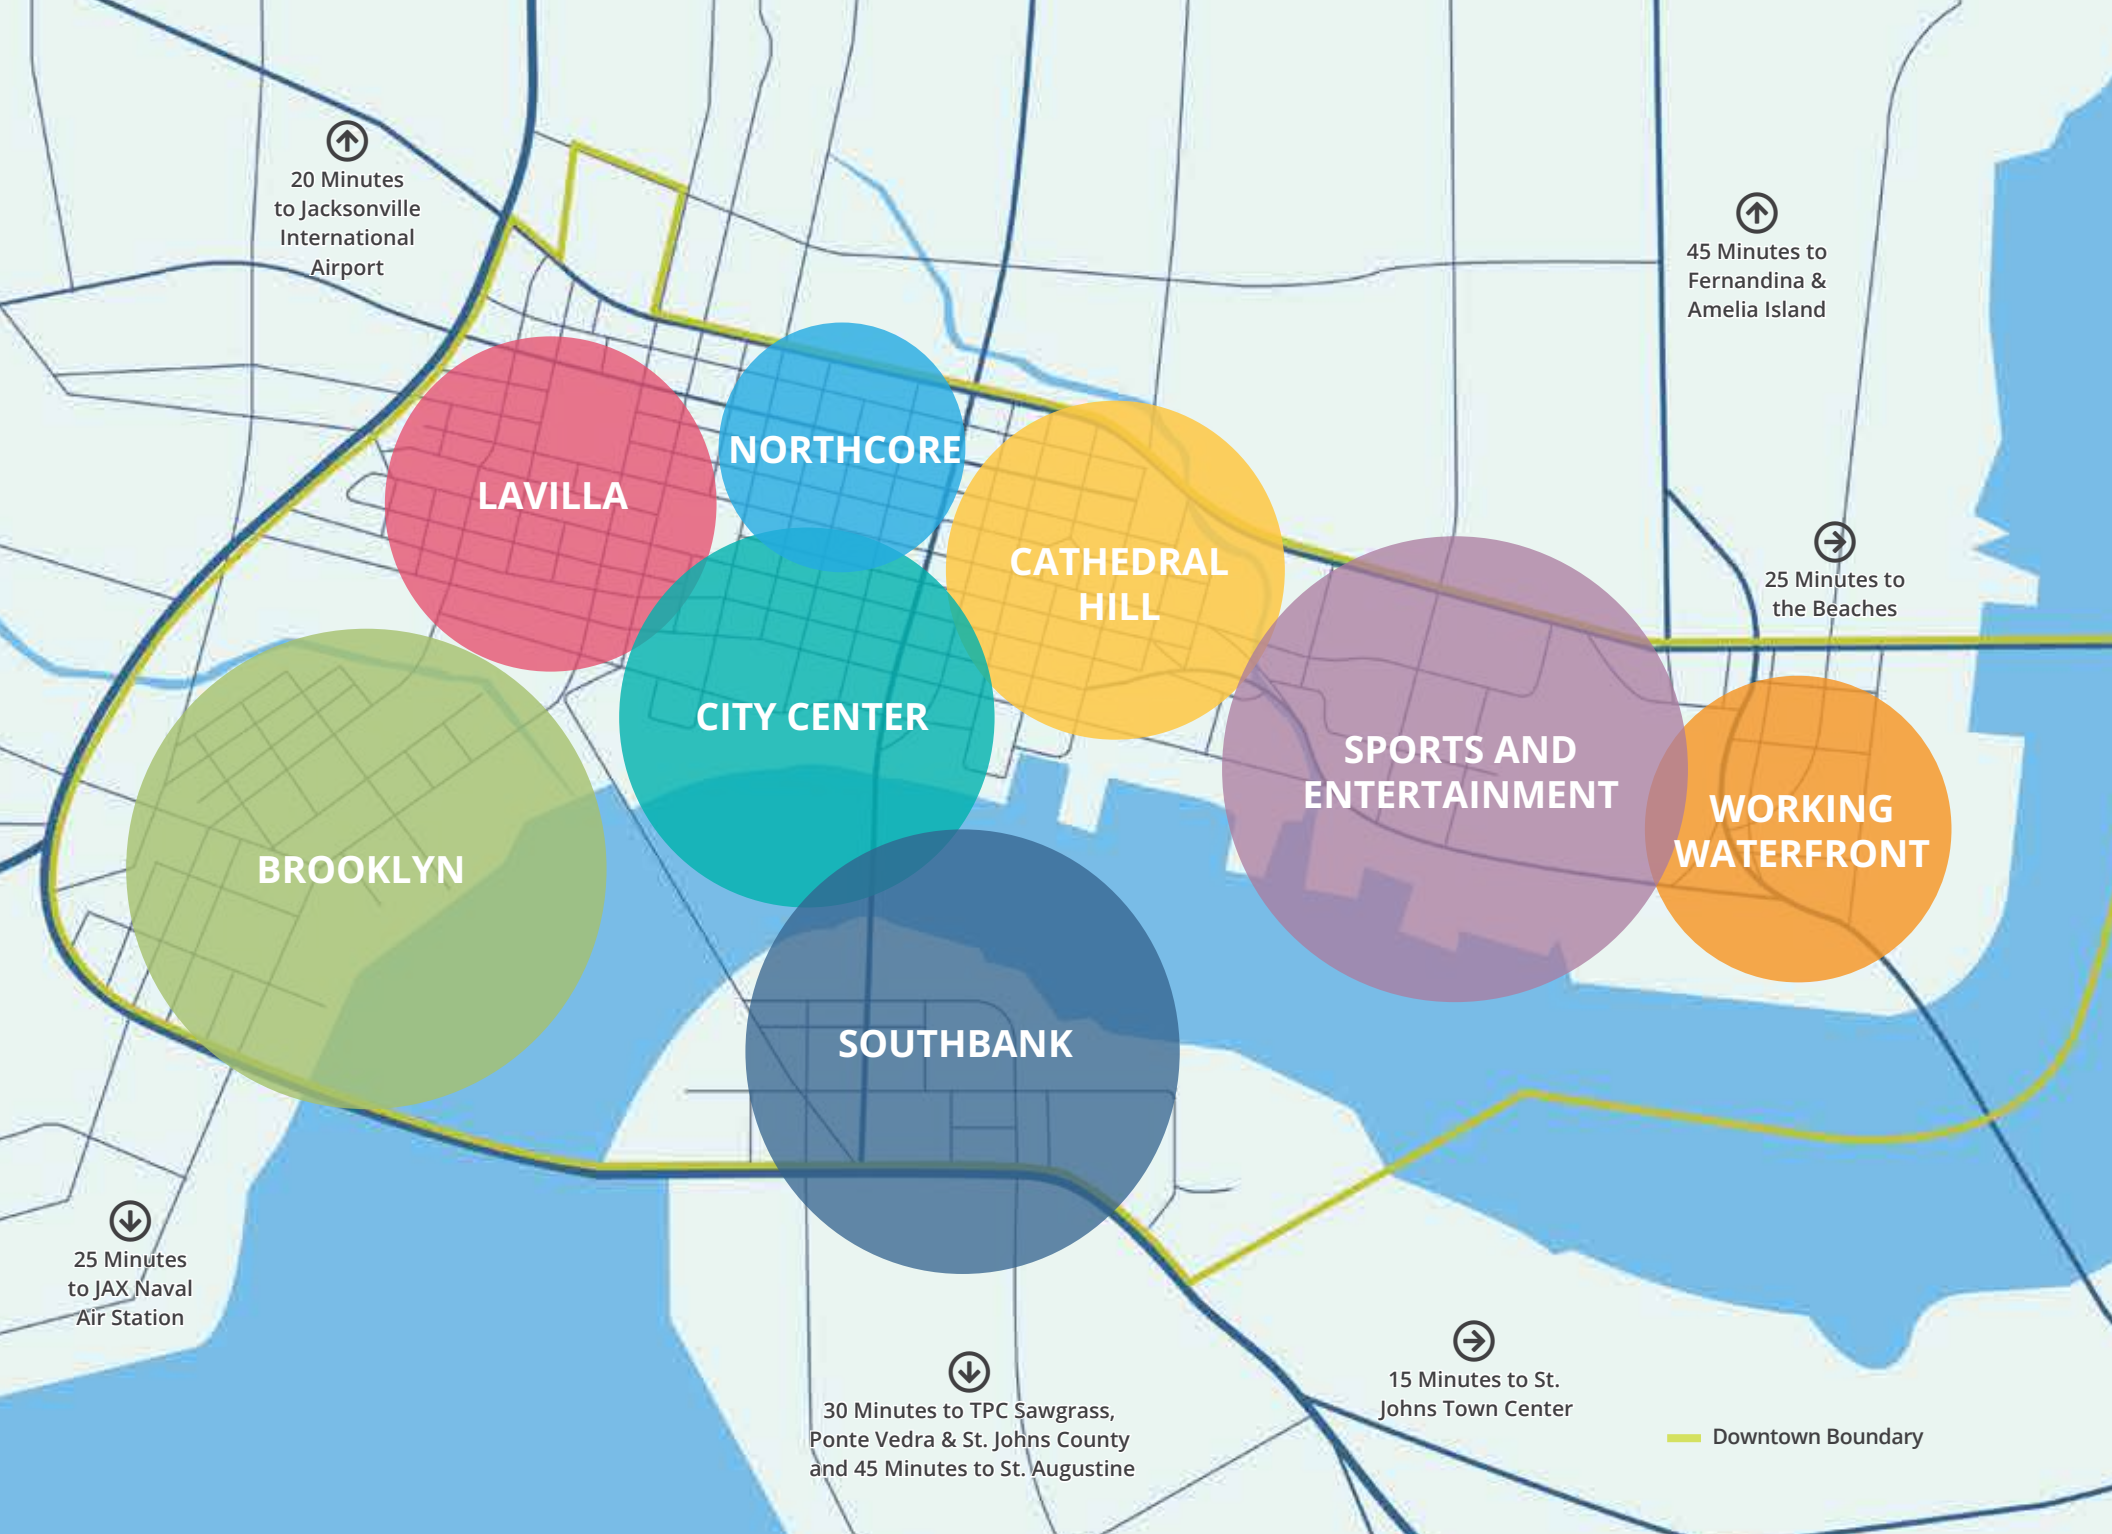 20 Minutes
to Jacksonville
International
Airport
45 Minutes to
Fernandina &
Amelia Island
NORTHCORE
LAVILLA
CATHEDRAL
HILL
25 Minutes to
the Beaches
CITY CENTER
SPORTS AND
ENTERTAINMENT
WORKING
WATERFRONT
BROOKLYN
SOUTHBANK
25 Minutes
to JAX Naval
Air Station
30 Minutes to TPC Sawgrass,
Ponte Vedra & St. Johns County
and 45 Minutes to St. Augustine
15 Minutes to St.
Johns Town Center
Downtown Boundary